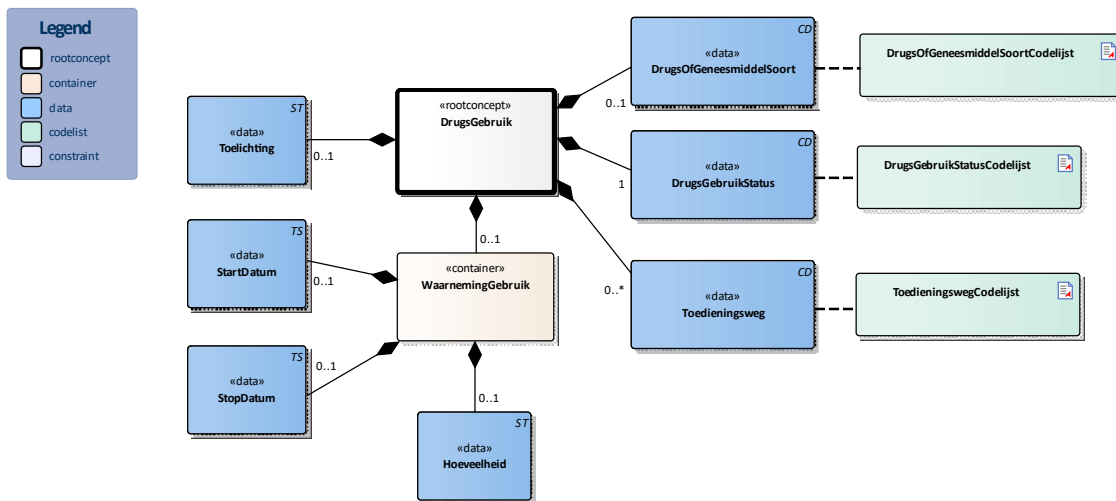 Legend
rootconcept
container
data
codelist
constraint
ST
«data»
Toelichting
0..1
«rootconcept»
DrugsGebruik
CD
«data»
DrugsOfGeneesmiddelSoort
0..1
DrugsOfGeneesmiddelSoortCodelijst
CD
«data»
DrugsGebruikStatus
1
DrugsGebruikStatusCodelijst
TS
«data»
StartDatum
0..1
0..1
«container»
WaarnemingGebruik
CD
«data»
Toedieningsweg
0..*
ToedieningswegCodelijst
TS
«data»
StopDatum
0..1
0..1
ST
«data»
Hoeveelheid